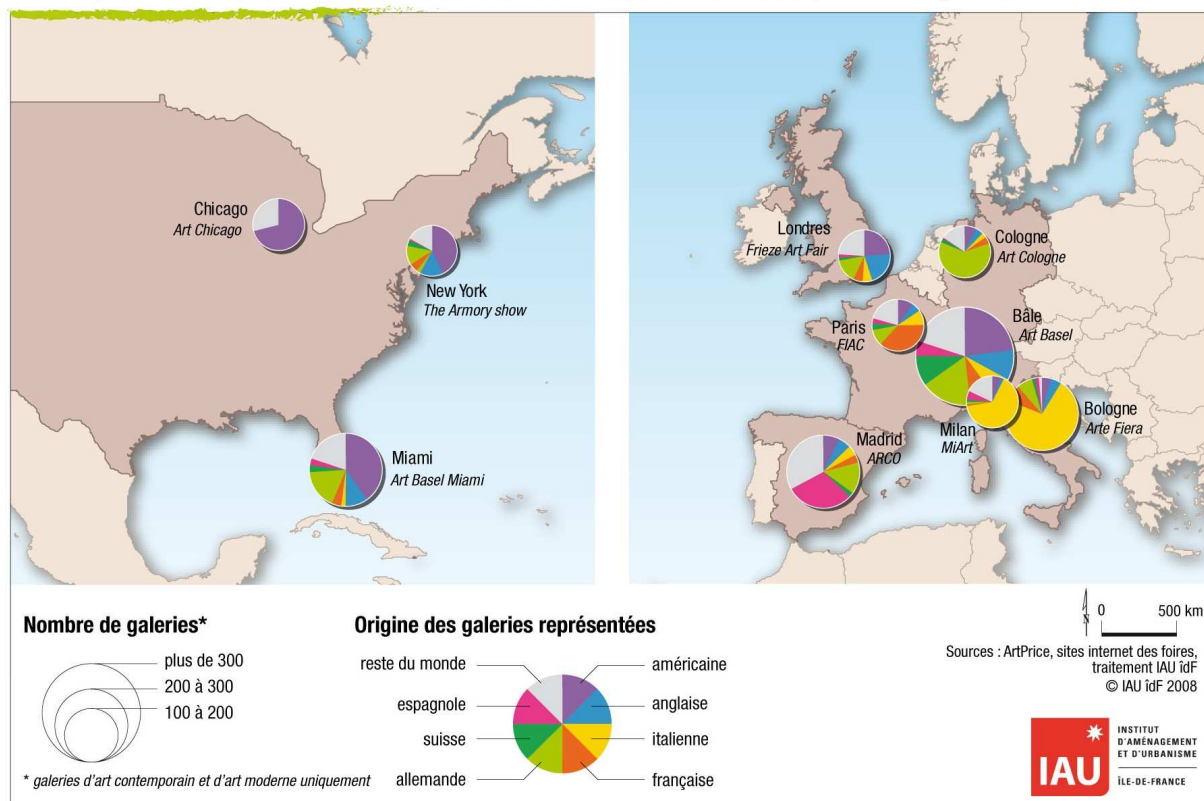 Chicago
Art Chicago
New York
The Armory show
Miami
Art Basel Miami
Londres
Frieze Art Fair
Cologne
Art Cologne
Paris
FIAC
Bâle
Art Basel
Madrid
ARCO
Milan
MiArt
Bologne
Arte Fiera
Nombre de galeries*
plus de 300
200 à 300
100 à 200
* galeries d'art contemporain et d'art moderne uniquement
Origine des galeries représentées
reste du monde
espagnole
suisse
allemande
américaine
anglaise
italienne
française
N
0 500 km
Sources : ArtPrice, sites internet des foires,
traitement IAU îdF
© IAU îdF 2008
IAU
INSTITUT
D'AMÉNAGEMENT
ET D'URBANISME
ÎLE-DE-FRANCE